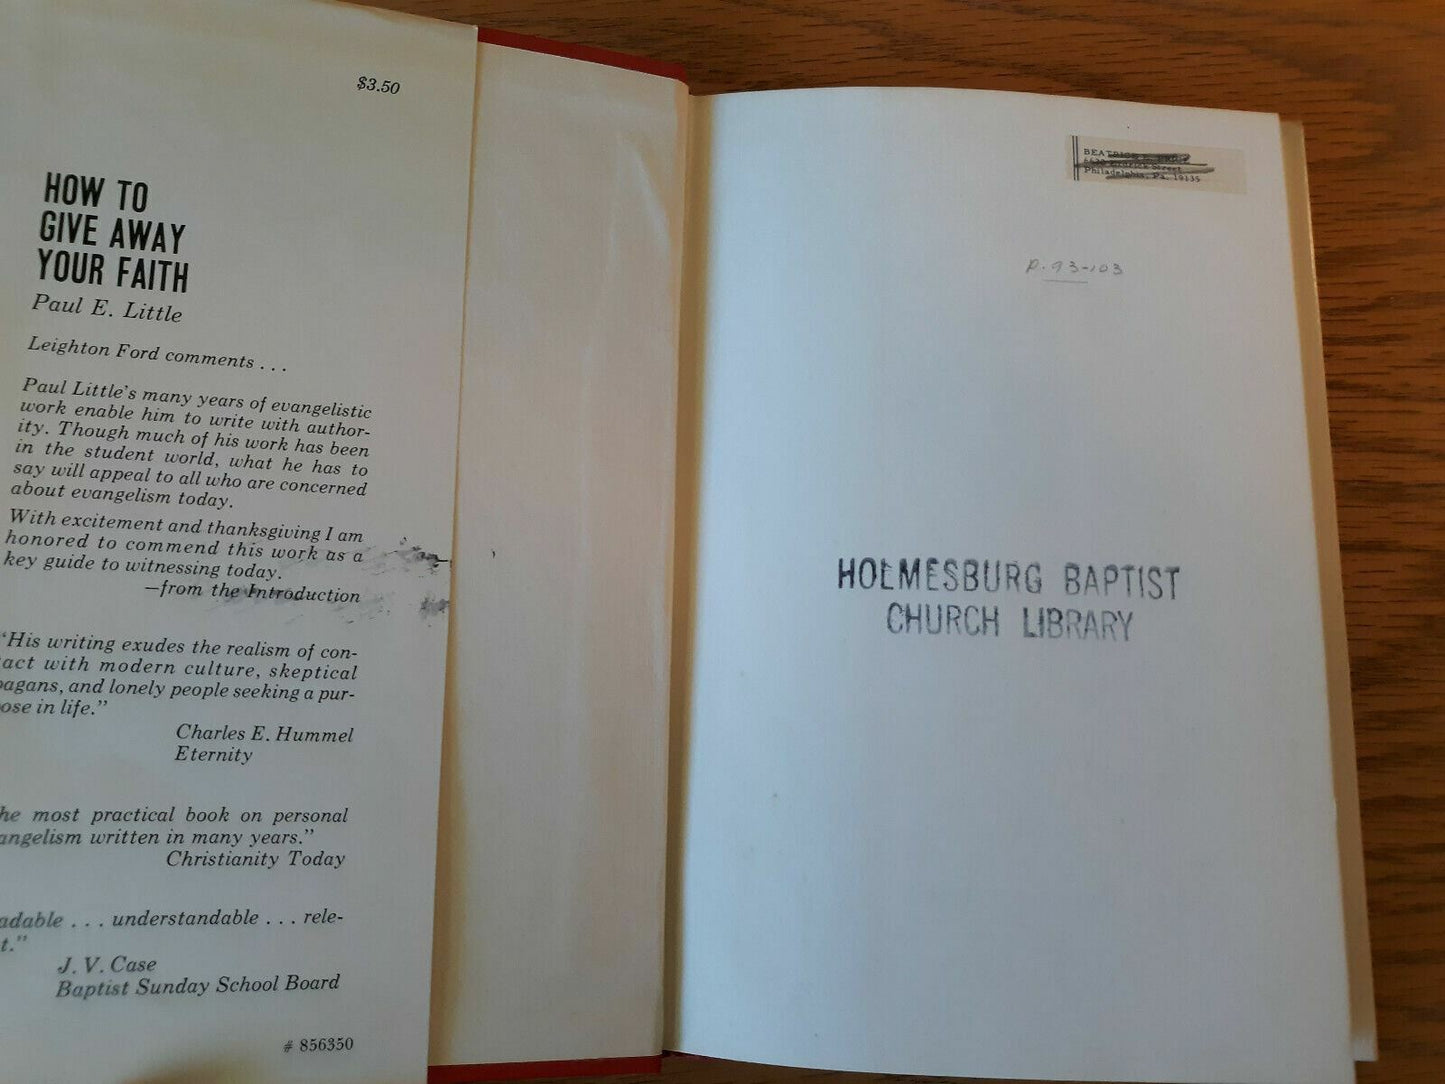 $3.50
HOW TO
GIVE AWAY
YOUR FAITH
Paul E. Little
Leighton Ford comments . . .
Paul Little's many years of evangelistic
work enable him to write with author-
ity. Though much of his work has been
in the student world, what he has to
say will appeal to all who are concerned
about evangelism today.
With excitement and thanksgiving I am
honored to commend this work as a
key guide to witnessing today.
—from the Introduction
"His writing exudes the realism of con-
tact with modern culture, skeptical
pagans, and lonely people seeking a pur-
ose in life."
Charles E. Hummel
Eternity
he most practical book on personal
angelism written in many years."
Christianity Today
adable . . . understandable . . . rele-
t."
J. V. Case
Baptist Sunday School Board
# 856350
Street
Philadelphia, Pa. 19135
p. 93-103
HOLMESBURG BAPTIST
CHURCH LIBRARY